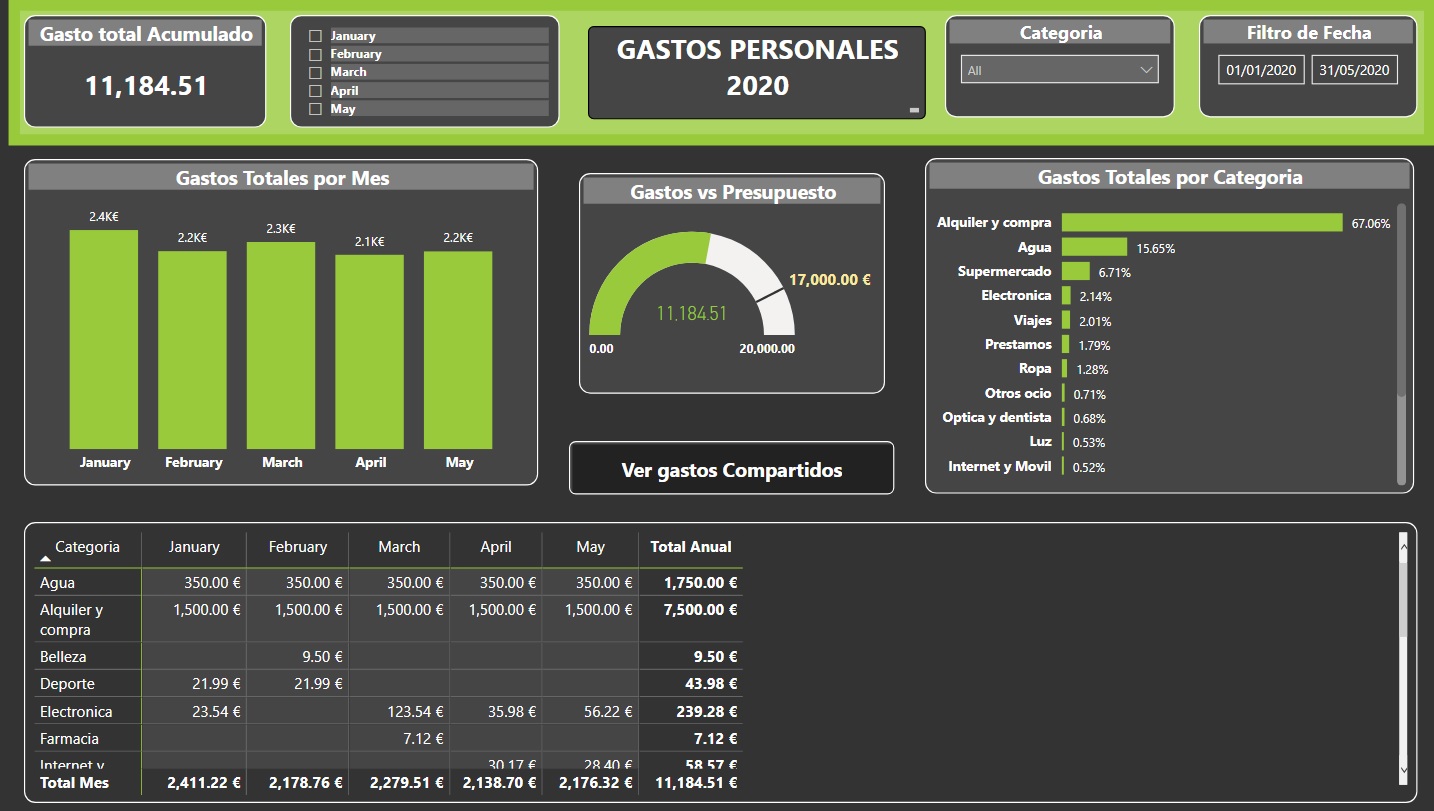 Gasto total Acumulado
11,184.51
January
February
March
April
May
GASTOS PERSONALES
2020
Categoria
All
Filtro de Fecha
01/01/2020 31/05/2020
Gastos Totales por Mes
2.4K€
2.2K€
2.3K€
2.1K€
2.2K€
January February March April May
Gastos vs Presupuesto
17,000.00 €
11,184.51
0.00
20,000.00
Ver gastos Compartidos
Gastos Totales por Categoria
Alquiler y compra 67.06%
Agua 15.65%
Supermercado 6.71%
Electronica 2.14%
Viajes 2.01%
Prestamos 1.79%
Ropa 1.28%
Otros ocio 0.71%
Optica y dentista 0.68%
Luz 0.53%
Internet y Movil 0.52%
Categoria January February March April May Total Anual
Agua 350.00 € 350.00 € 350.00 € 350.00 € 350.00 € 1,750.00 €
Alquiler y 1,500.00 € 1,500.00 € 1,500.00 € 1,500.00 € 1,500.00 € 7,500.00 €
compra
Belleza 9.50 € 9.50 €
Deporte 21.99 € 21.99 € 43.98 €
Electronica 23.54 € 123.54 € 35.98 € 56.22 € 239.28 €
Farmacia 7.12 € 7.12 €
Internet y 30.17 € 28.40 € 58.57 €
Total Mes 2,411.22 € 2,178.76 € 2,279.51 € 2,138.70 € 2,176.32 € 11,184.51 €